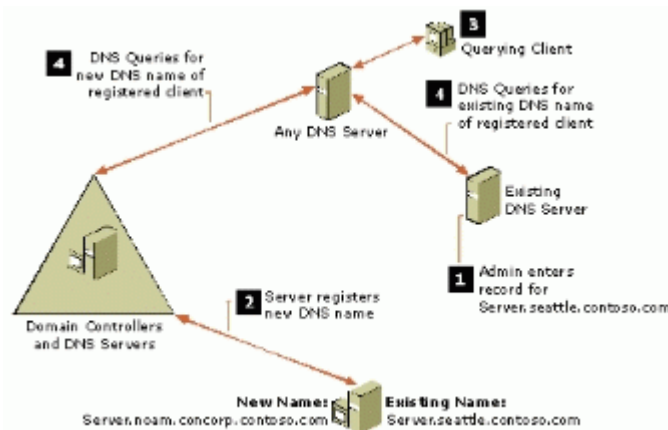 4
DNS Queries for
new DNS name of
registered client
3
Querying Client
Any DNS Server
4
DNS Queries for
existing DNS name
of registered client
Existing
DNS Server
1
Admin enters
record for
Server.seattle.contoso.com
2
Server registers
new DNS name
Domain Controllers
and DNS Servers
New Name:
Server.noam.concorp.contoso.com
Existing Name:
Server.seattle.contoso.com